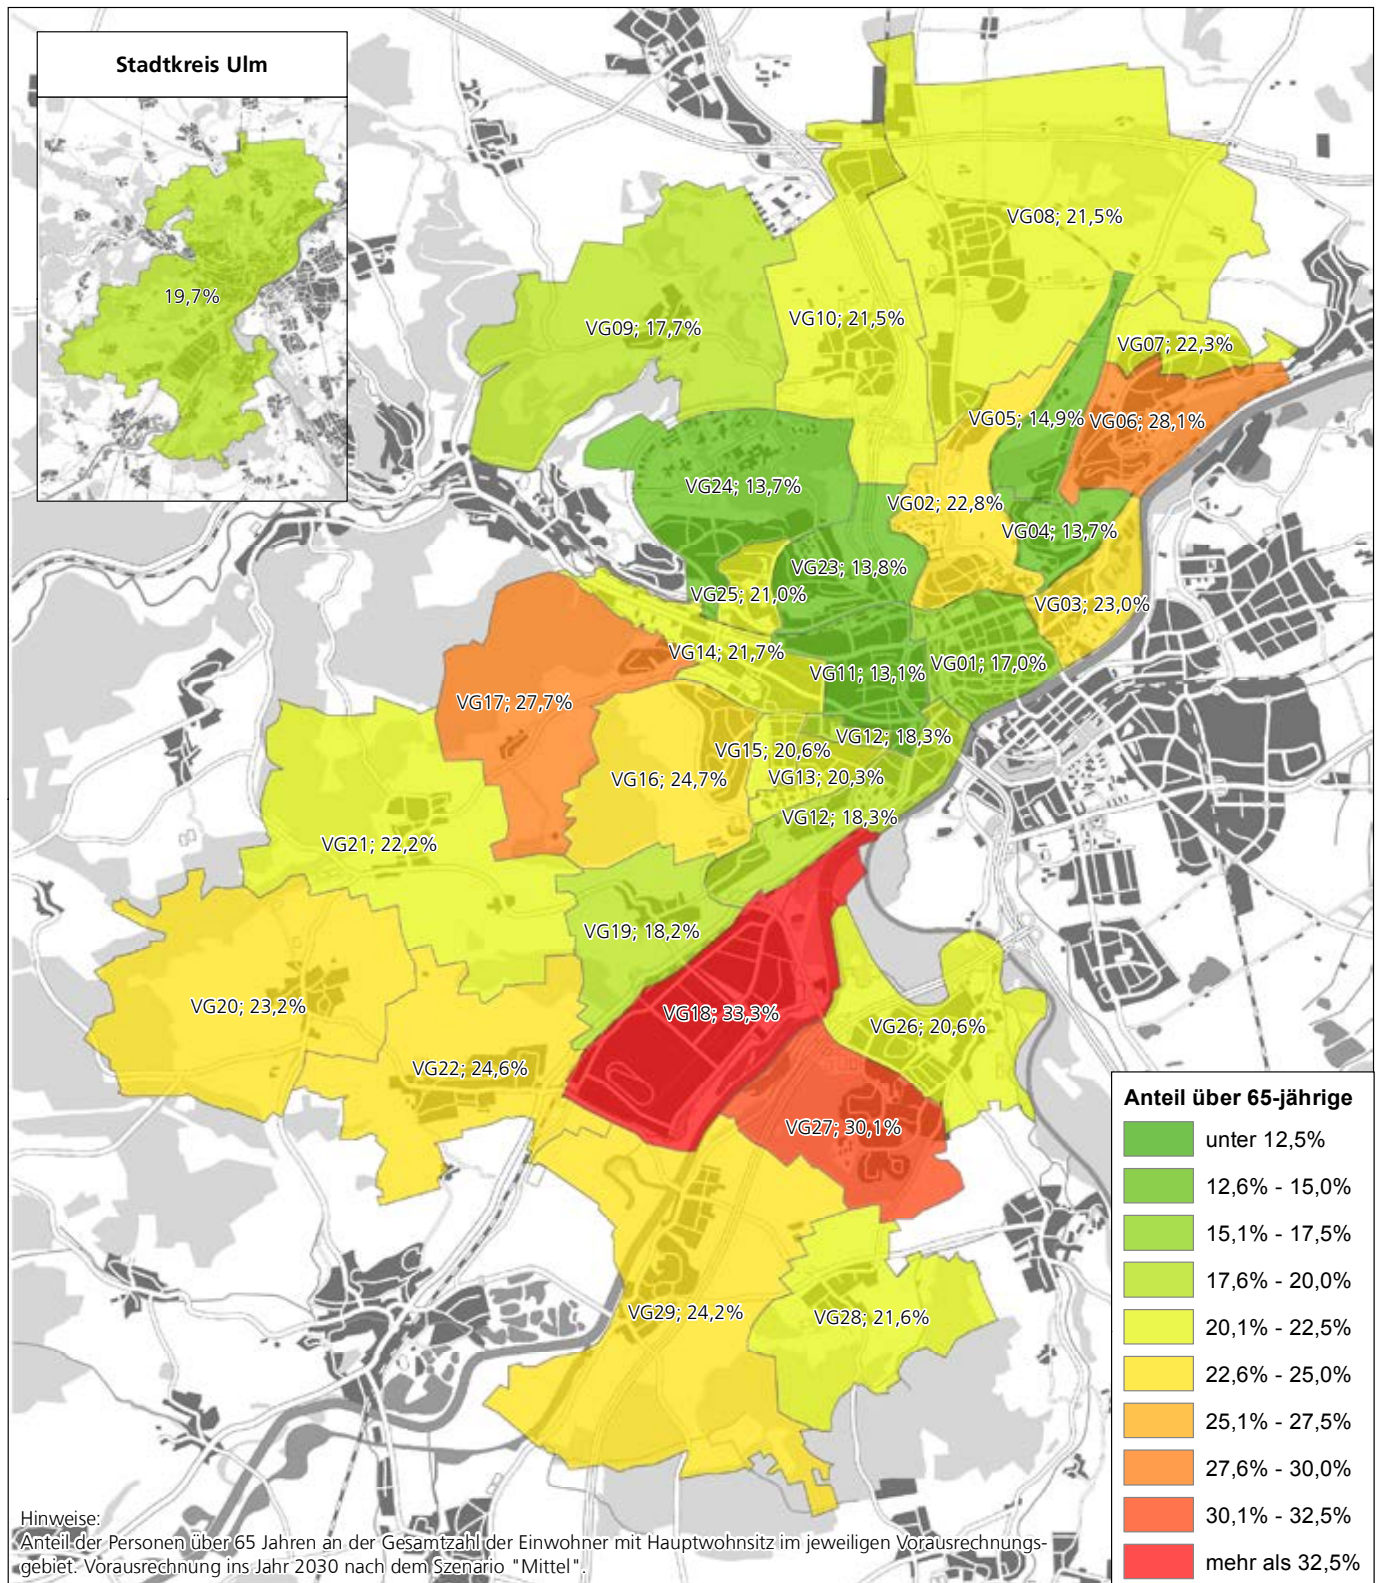 Stadtkreis Ulm
19,7%
VG08; 21,5%
VG09; 17,7%
VG10; 21,5%
VG07; 22,3%
VG05; 14,9%
VG06; 28,1%
VG24; 13,7%
VG02; 22,8%
VG04; 13,7%
VG23; 13,8%
VG25; 21,0%
VG03; 23,0%
VG14; 21,7%
VG11; 13,1%
VG01; 17,0%
VG17; 27,7%
VG15; 20,6%
VG12; 18,3%
VG16; 24,7%
VG13; 20,3%
VG12; 18,3%
VG21; 22,2%
VG19; 18,2%
VG20; 23,2%
VG18; 33,3%
VG26; 20,6%
VG22; 24,6%
VG27; 30,1%
VG29; 24,2%
VG28; 21,6%
Anteil über 65-jährige
unter 12,5%
12,6% - 15,0%
15,1% - 17,5%
17,6% - 20,0%
20,1% - 22,5%
22,6% - 25,0%
25,1% - 27,5%
27,6% - 30,0%
30,1% - 32,5%
mehr als 32,5%
Hinweise:
Anteil der Personen über 65 Jahren an der Gesamtzahl der Einwohner mit Hauptwohnsitz im jeweiligen Vorausrechnungs-
gebiet. Vorausrechnung ins Jahr 2030 nach dem Szenario "Mittel".